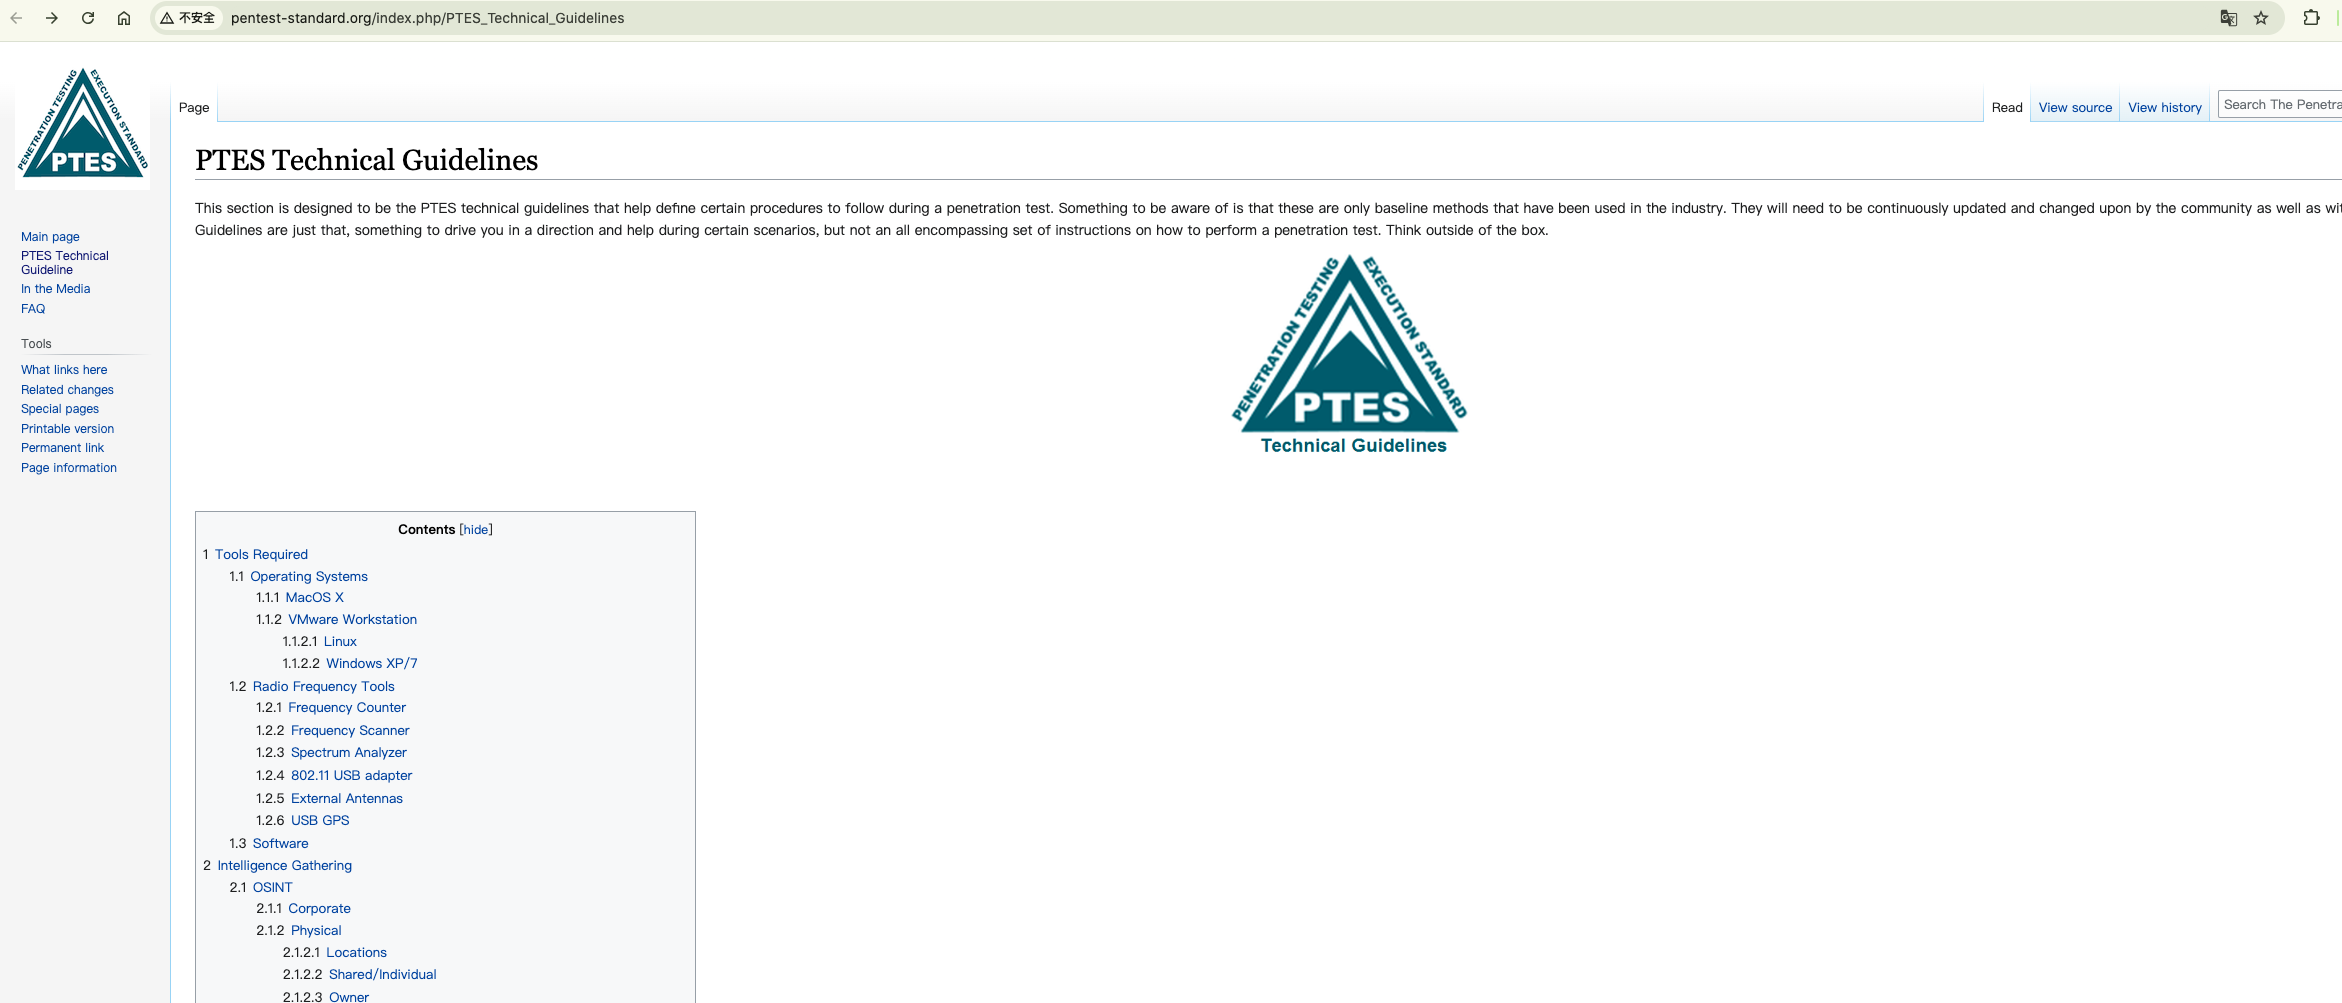 不安全 pentest-standard.org/index.php/PTES_Technical_Guidelines
PENETRATION TESTING EXECUTION STANDARD
PTES
Page
Read View source View history Search The Penetra
PTES Technical Guidelines
This section is designed to be the PTES technical guidelines that help define certain procedures to follow during a penetration test. Something to be aware of is that these are only baseline methods that have been used in the industry. They will need to be continuously updated and changed upon by the community as well as wit
Guidelines are just that, something to drive you in a direction and help during certain scenarios, but not an all encompassing set of instructions on how to perform a penetration test. Think outside of the box.
Main page
PTES Technical
Guideline
In the Media
FAQ
Tools
What links here
Related changes
Special pages
Printable version
Permanent link
Page information
PENETRATION TESTING EXECUTION STANDARD
PTES
Technical Guidelines
Contents [hide]
1 Tools Required
1.1 Operating Systems
1.1.1 MacOS X
1.1.2 VMware Workstation
1.1.2.1 Linux
1.1.2.2 Windows XP/7
1.2 Radio Frequency Tools
1.2.1 Frequency Counter
1.2.2 Frequency Scanner
1.2.3 Spectrum Analyzer
1.2.4 802.11 USB adapter
1.2.5 External Antennas
1.2.6 USB GPS
1.3 Software
2 Intelligence Gathering
2.1 OSINT
2.1.1 Corporate
2.1.2 Physical
2.1.2.1 Locations
2.1.2.2 Shared/Individual
2.1.2.3 Owner